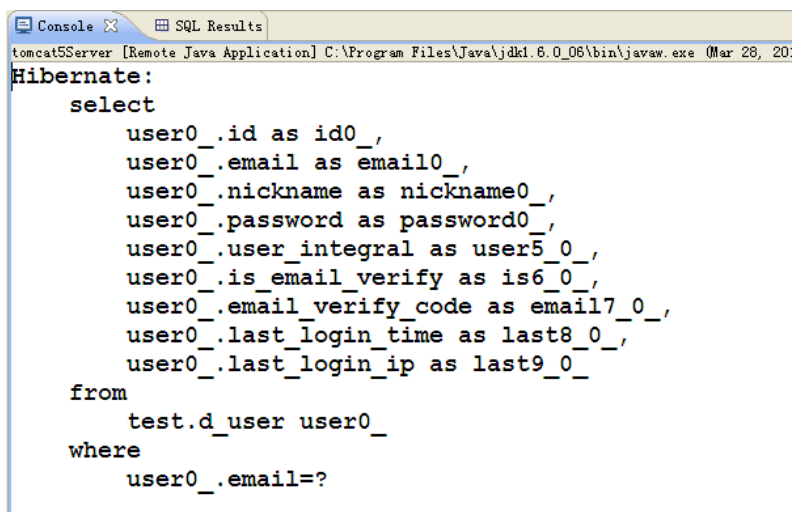 Console SQL Results
tomcat5Server [Remote Java Application] C:\Program Files\Java\jdk1.6.0_06\bin\javaw.exe (Mar 28, 201
Hibernate:
    select
        user0_.id as id0_,
        user0_.email as email0_,
        user0_.nickname as nickname0_,
        user0_.password as password0_,
        user0_.user_integral as user5_0_,
        user0_.is_email_verify as is6_0_,
        user0_.email_verify_code as email7_0_,
        user0_.last_login_time as last8_0_,
        user0_.last_login_ip as last9_0_
    from
        test.d_user user0_
    where
        user0_.email=?